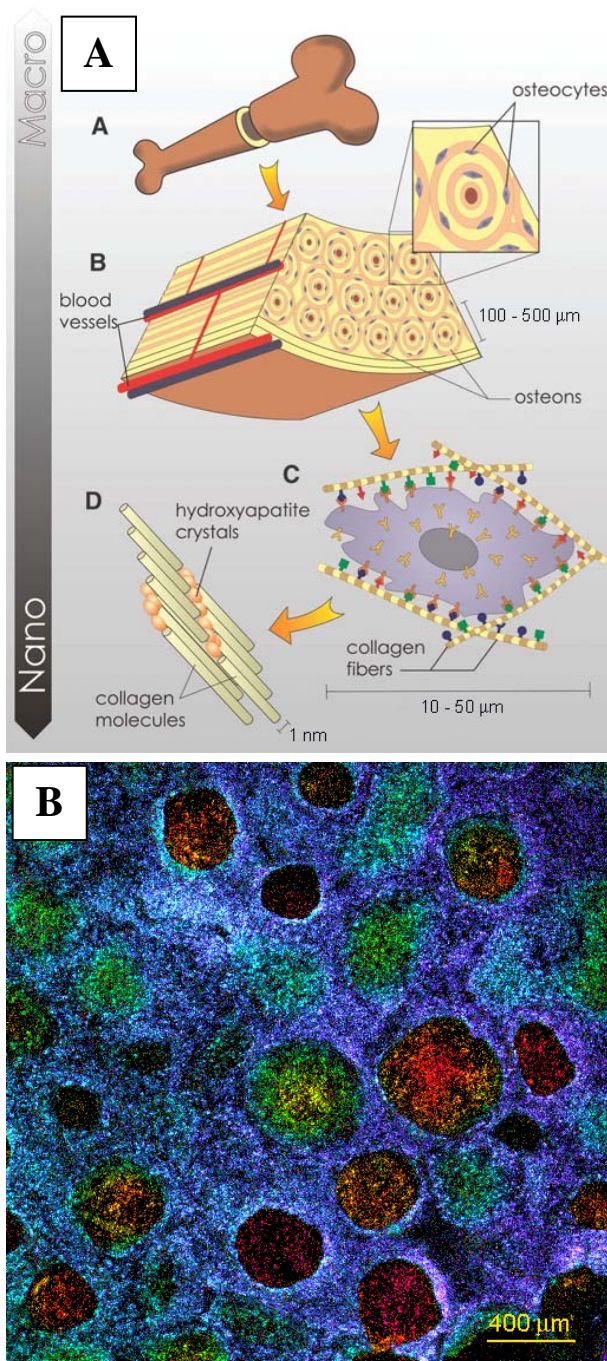 A
Macro
A
osteocytes
B
blood
vessels
100 - 500 μm
osteons
C
D
hydroxyapatite
crystals
collagen
fibers
collagen
molecules
10 - 50 μm
1 nm
Nano
B
400 μm